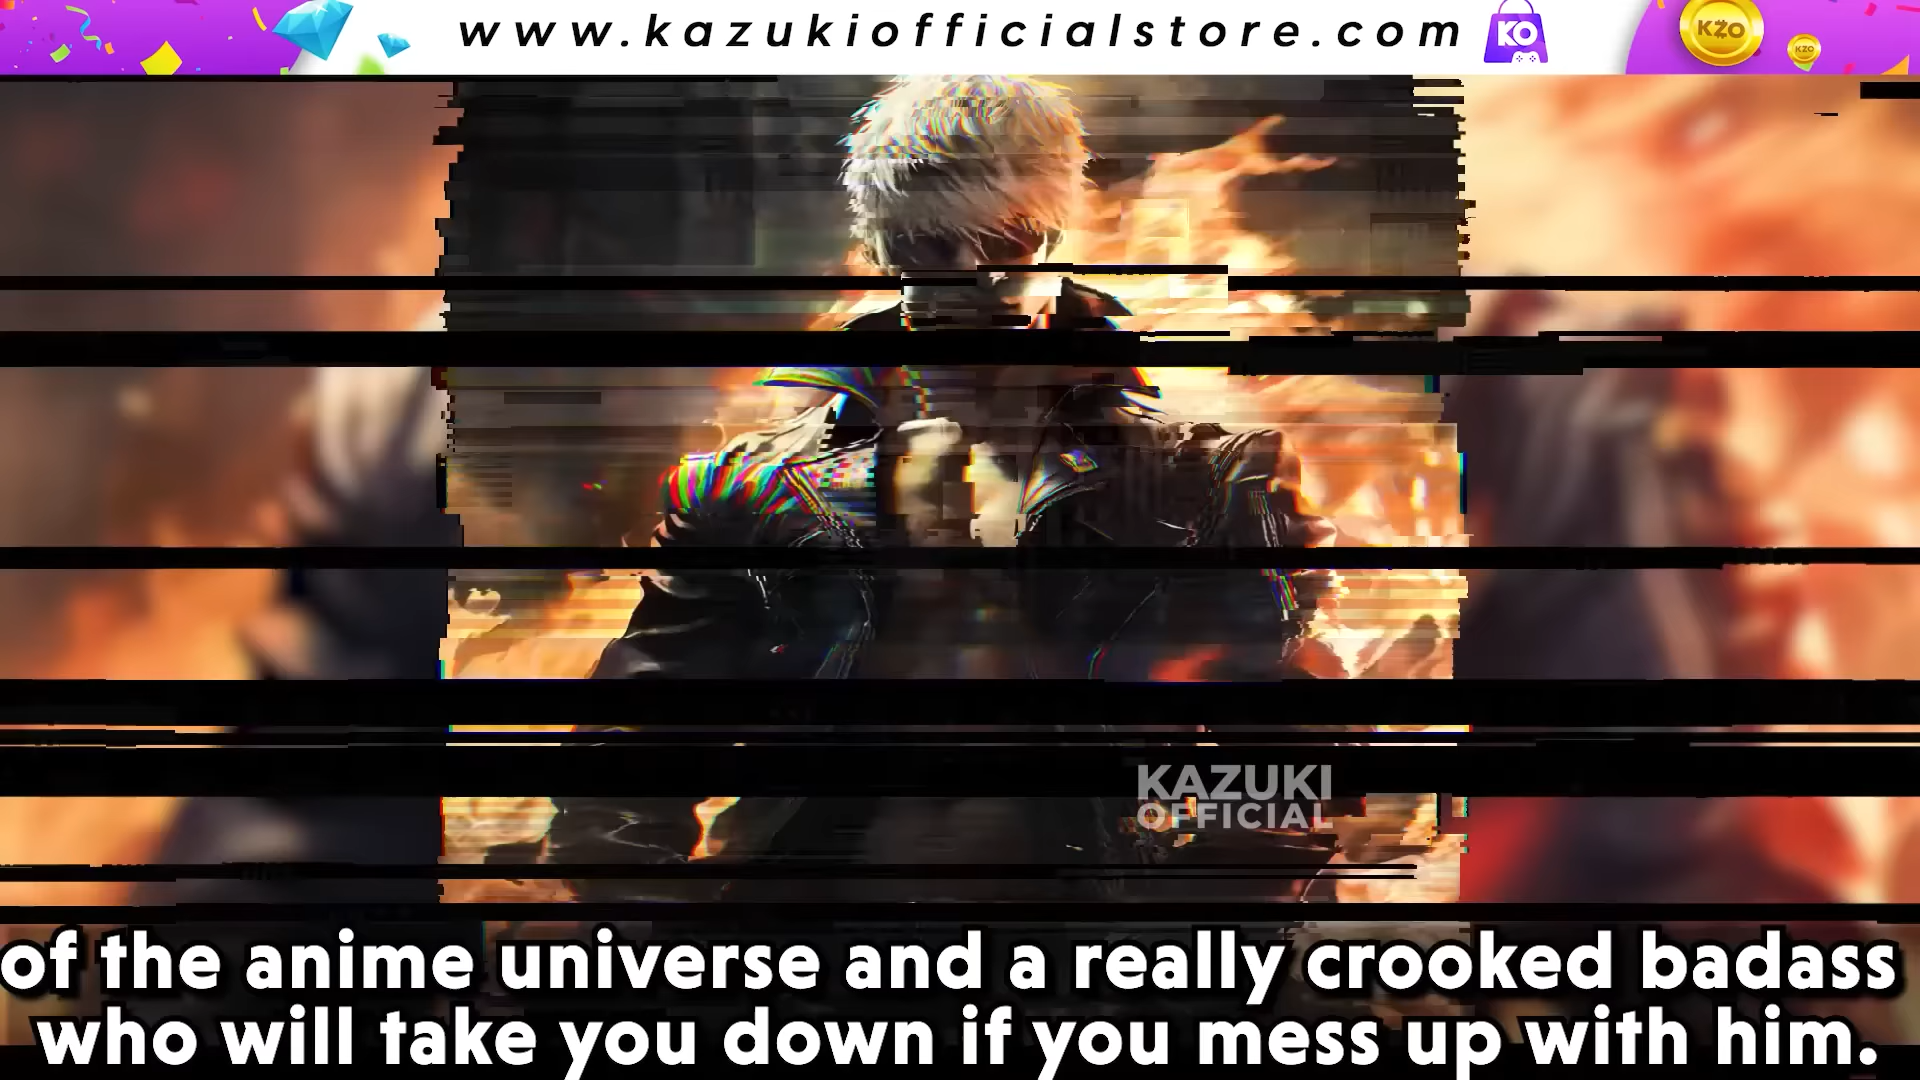 www.kazukiofficialstore.com
KO
KZO
KZO
KAZUKI
OFFICIAL
of the anime universe and a really crooked badass
who will take you down if you mess up with him.